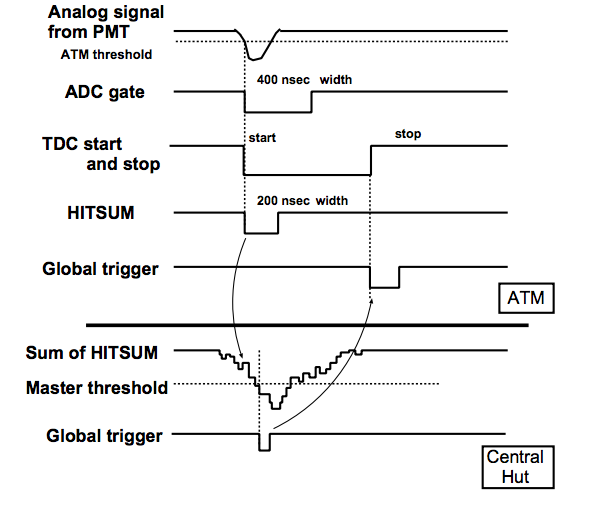 Analog signal
from PMT
ATM threshold
400 nsec width
ADC gate
TDC start
and stop
start
stop
200 nsec width
HITSUM
Global trigger
ATM
Sum of HITSUM
Master threshold
Global trigger
Central
Hut